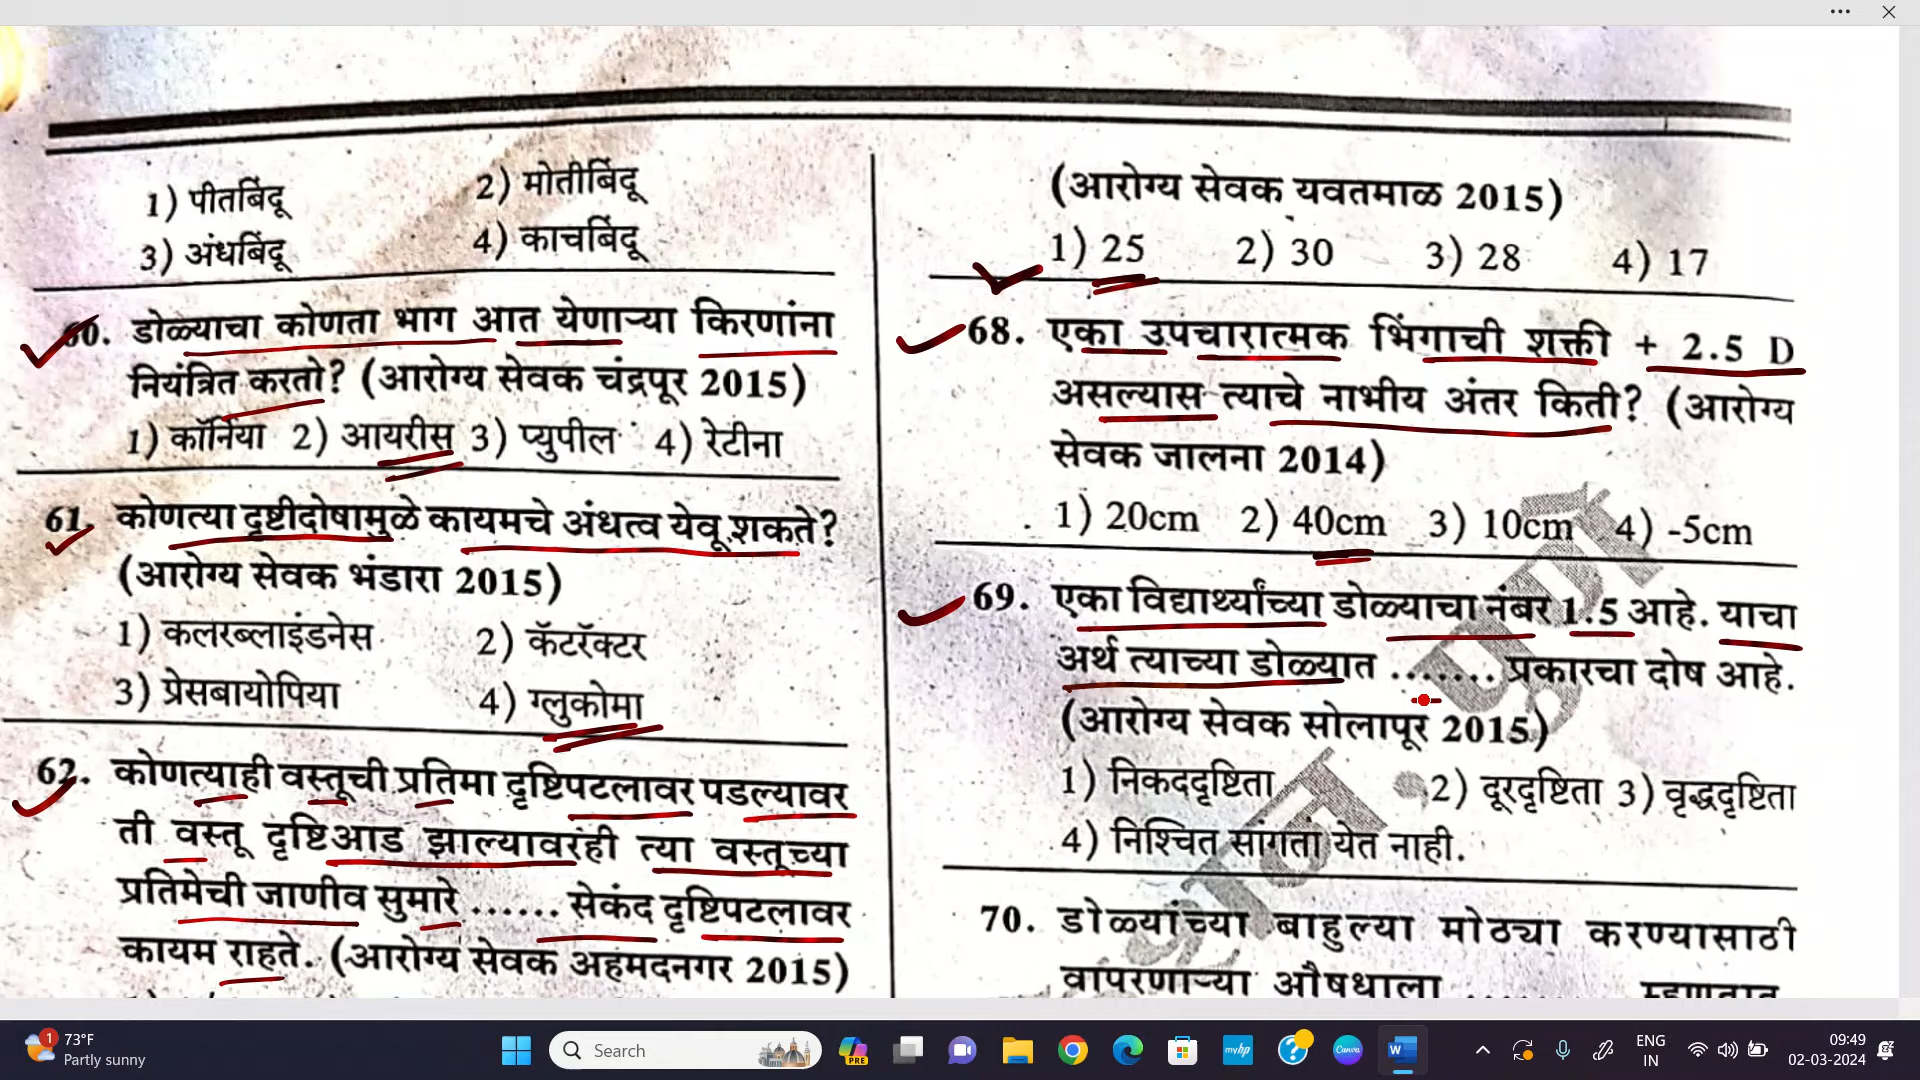 1) पीतबिंदू 2) मोतीबिंदू
3) अंधबिंदू 4) काचबिंदू
60. डोळ्याचा कोणता भाग आत येणाऱ्या किरणांना
नियंत्रित करतो? (आरोग्य सेवक चंद्रपूर 2015)
1) कॉर्निया 2) आयरीस 3) प्युपील 4) रेटीना
61. कोणत्या दृष्टीदोषामुळे कायमचे अंधत्व येवू शकते?
(आरोग्य सेवक भंडारा 2015)
1) कलरब्लाइंडनेस 2) कॅटरॅक्टर
3) प्रेसबायोपिया 4) ग्लुकोमा
62. कोणत्याही वस्तूची प्रतिमा दृष्टिपटलावर पडल्यावर
ती वस्तू दृष्टिआड झाल्यावरंही त्या वस्तूच्या
प्रतिमेची जाणीव सुमारे ...... सेकंद दृष्टिपटलावर
कायम राहते. (आरोग्य सेवक अहमदनगर 2015)
(आरोग्य सेवक यवतमाळ 2015)
1) 25 2) 30 3) 28 4) 17
68. एका उपचारात्मक भिंगाची शक्ती + 2.5 D
असल्यास त्याचे नाभीय अंतर किती? (आरोग्य
सेवक जालना 2014)
1) 20cm 2) 40cm 3) 10cm 4) -5cm
69. एका विद्यार्थ्यांच्या डोळ्याचा नंबर 1.5 आहे. याचा
अर्थ त्याच्या डोळ्यात ....... प्रकारचा दोष आहे.
(आरोग्य सेवक सोलापूर 2015)
1) निकददृष्टिता 2) दूरदृष्टिता 3) वृद्धदृष्टिता
4) निश्चित सांगता येत नाही.
70. डोळ्यांच्या बाहुल्या मोठ्या करण्यासाठी
वापरणाऱ्या औषधाला ....... म्हणतात.
1
73°F
Partly sunny
Search
PRE
myhp
Canva
W
ENG
IN
09:49
02-03-2024